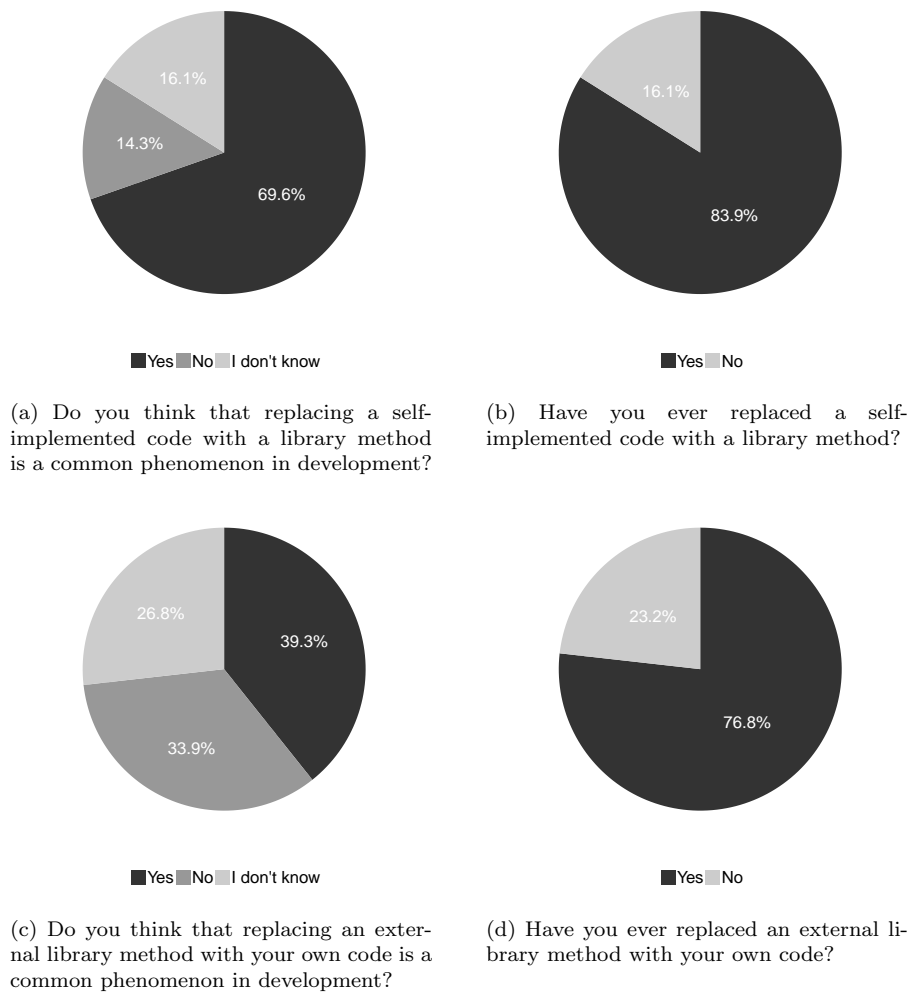 16.1%
14.3%
69.6%
Yes No I don't know
(a) Do you think that replacing a self-
implemented code with a library method
is a common phenomenon in development?
16.1%
83.9%
Yes No
(b) Have you ever replaced a self-
implemented code with a library method?
26.8%
39.3%
33.9%
Yes No I don't know
(c) Do you think that replacing an exter-
nal library method with your own code is a
common phenomenon in development?
23.2%
76.8%
Yes No
(d) Have you ever replaced an external li-
brary method with your own code?